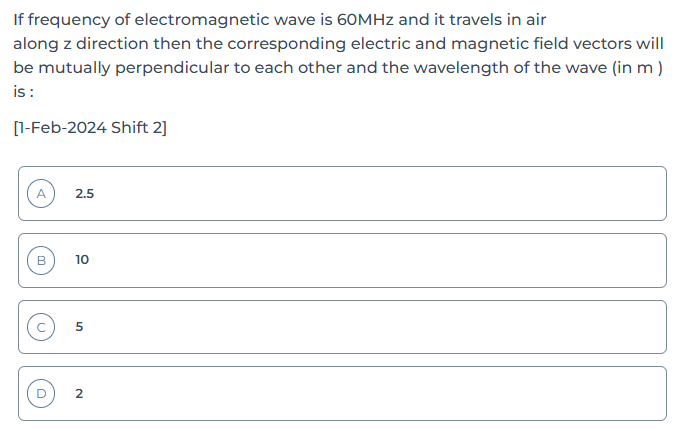 If frequency of electromagnetic wave is 60MHz and it travels in air
along z direction then the corresponding electric and magnetic field vectors will
be mutually perpendicular to each other and the wavelength of the wave (in m )
is :
[1-Feb-2024 Shift 2]
A 2.5
B 10
C 5
D 2